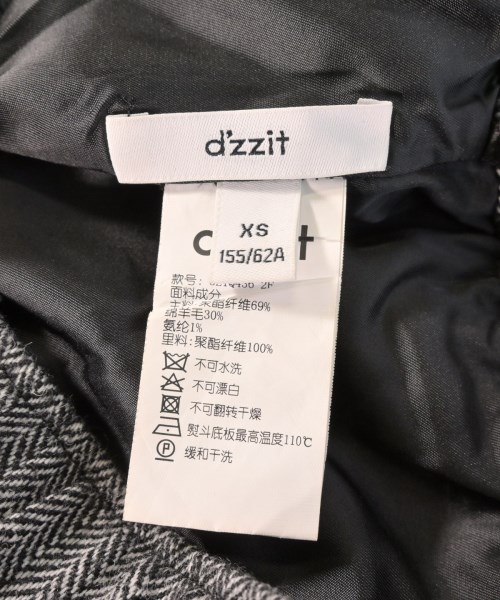 d'zzit
XS
155/62A
款号:
面料成分
聚酯纤维69%
绵羊毛30%
氨纶1%
里料:聚酯纤维100%
不可水洗
不可漂白
不可翻转干燥
熨斗底板最高温度110℃
P 缓和干洗